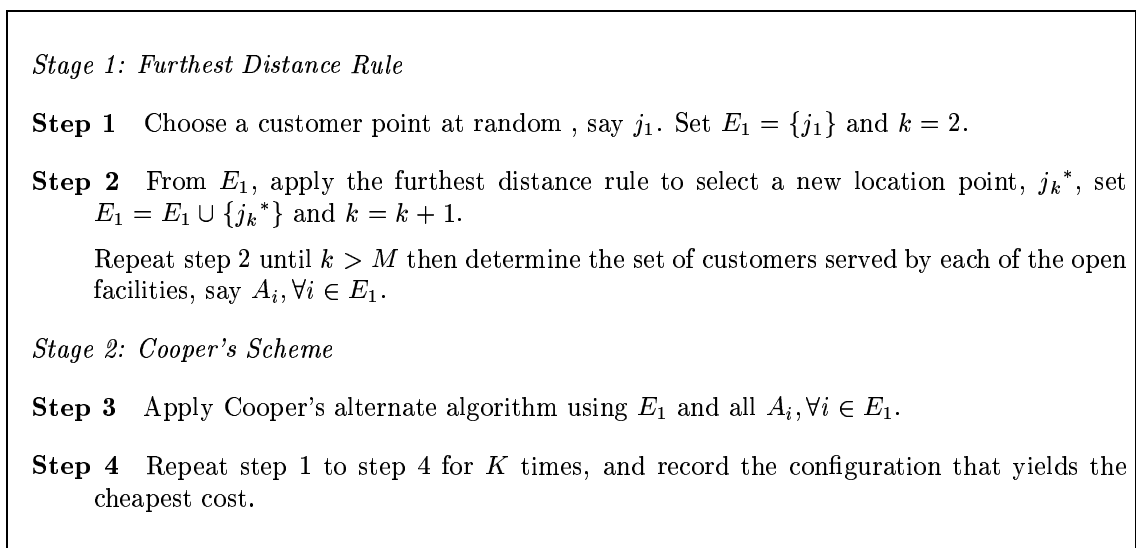 Stage 1: Furthest Distance Rule
Step 1 Choose a customer point at random , say j₁. Set E₁ = {j₁} and k = 2.
Step 2 From E₁, apply the furthest distance rule to select a new location point, jₖ*, set
E₁ = E₁ ∪ {jₖ*} and k = k + 1.
Repeat step 2 until k > M then determine the set of customers served by each of the open
facilities, say Aᵢ, ∀i ∈ E₁.
Stage 2: Cooper's Scheme
Step 3 Apply Cooper's alternate algorithm using E₁ and all Aᵢ, ∀i ∈ E₁.
Step 4 Repeat step 1 to step 4 for K times, and record the configuration that yields the
cheapest cost.